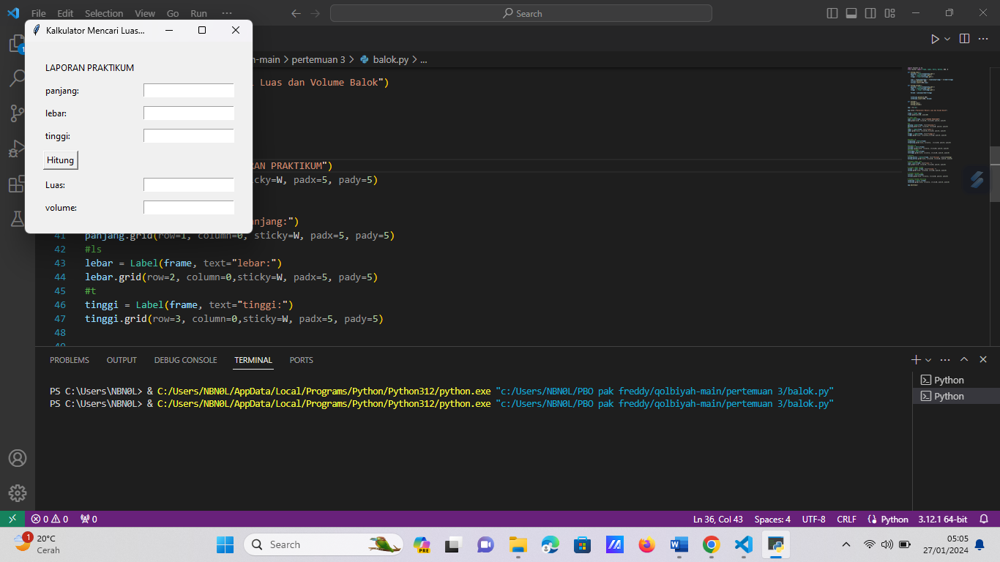 File Edit Selection View Go Run ···
Search
Kalkulator Mencari Luas...
LAPORAN PRAKTIKUM
panjang:
lebar:
tinggi:
Hitung
Luas:
volume:
1
-main > pertemuan 3 > balok.py > ...
Luas dan Volume Balok")
RAN PRAKTIKUM")
cky=W, padx=5, pady=5)
anjang:")
41 panjang.grid(row=1, column=0, sticky=W, padx=5, pady=5)
42 #ls
43 lebar = Label(frame, text="lebar:")
44 lebar.grid(row=2, column=0,sticky=W, padx=5, pady=5)
45 #t
46 tinggi = Label(frame, text="tinggi:")
47 tinggi.grid(row=3, column=0,sticky=W, padx=5, pady=5)
48
49
PROBLEMS OUTPUT DEBUG CONSOLE TERMINAL PORTS
PS C:\Users\NBN0L> & C:/Users/NBN0L/AppData/Local/Programs/Python/Python312/python.exe "c:/Users/NBN0L/PBO pak freddy/qolbiyah-main/pertemuan 3/balok.py"
PS C:\Users\NBN0L> & C:/Users/NBN0L/AppData/Local/Programs/Python/Python312/python.exe "c:/Users/NBN0L/PBO pak freddy/qolbiyah-main/pertemuan 3/balok.py"
Python
Python
0 0 0 Ln 36, Col 43 Spaces: 4 UTF-8 CRLF Python 3.12.1 64-bit
1
20°C
Cerah
Search
PRE
05:05
27/01/2024